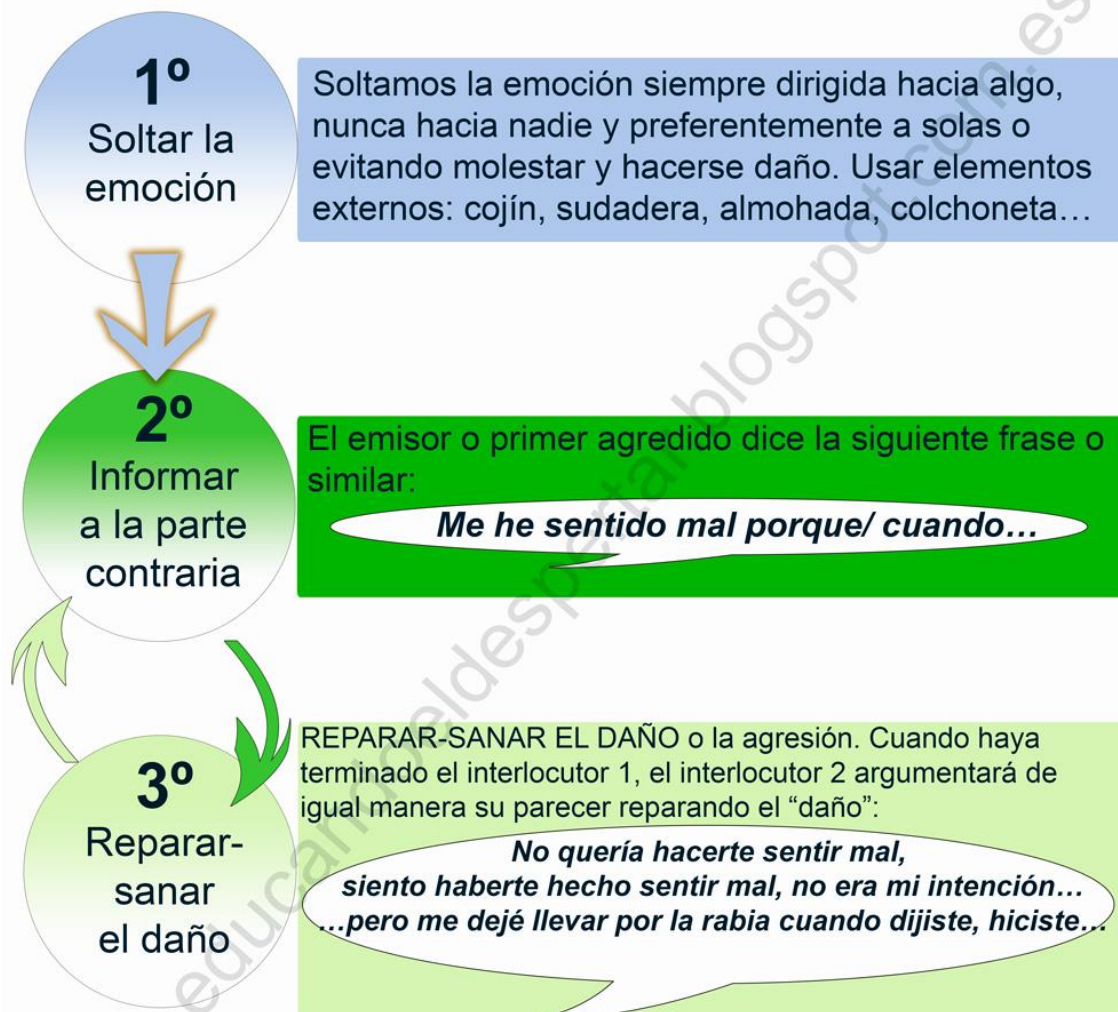 1º
Soltar la
emoción
Soltamos la emoción siempre dirigida hacia algo,
nunca hacia nadie y preferentemente a solas o
evitando molestar y hacerse daño. Usar elementos
externos: cojín, sudadera, almohada, colchoneta…
2º
Informar
a la parte
contraria
El emisor o primer agredido dice la siguiente frase o
similar:
Me he sentido mal porque/ cuando…
3º
Reparar-
sanar
el daño
REPARAR-SANAR EL DAÑO o la agresión. Cuando haya
terminado el interlocutor 1, el interlocutor 2 argumentará de
igual manera su parecer reparando el “daño”:
No quería hacerte sentir mal,
siento haberte hecho sentir mal, no era mi intención…
…pero me dejé llevar por la rabia cuando dijiste, hiciste…
educandoeldespertar.blogspot.com.es